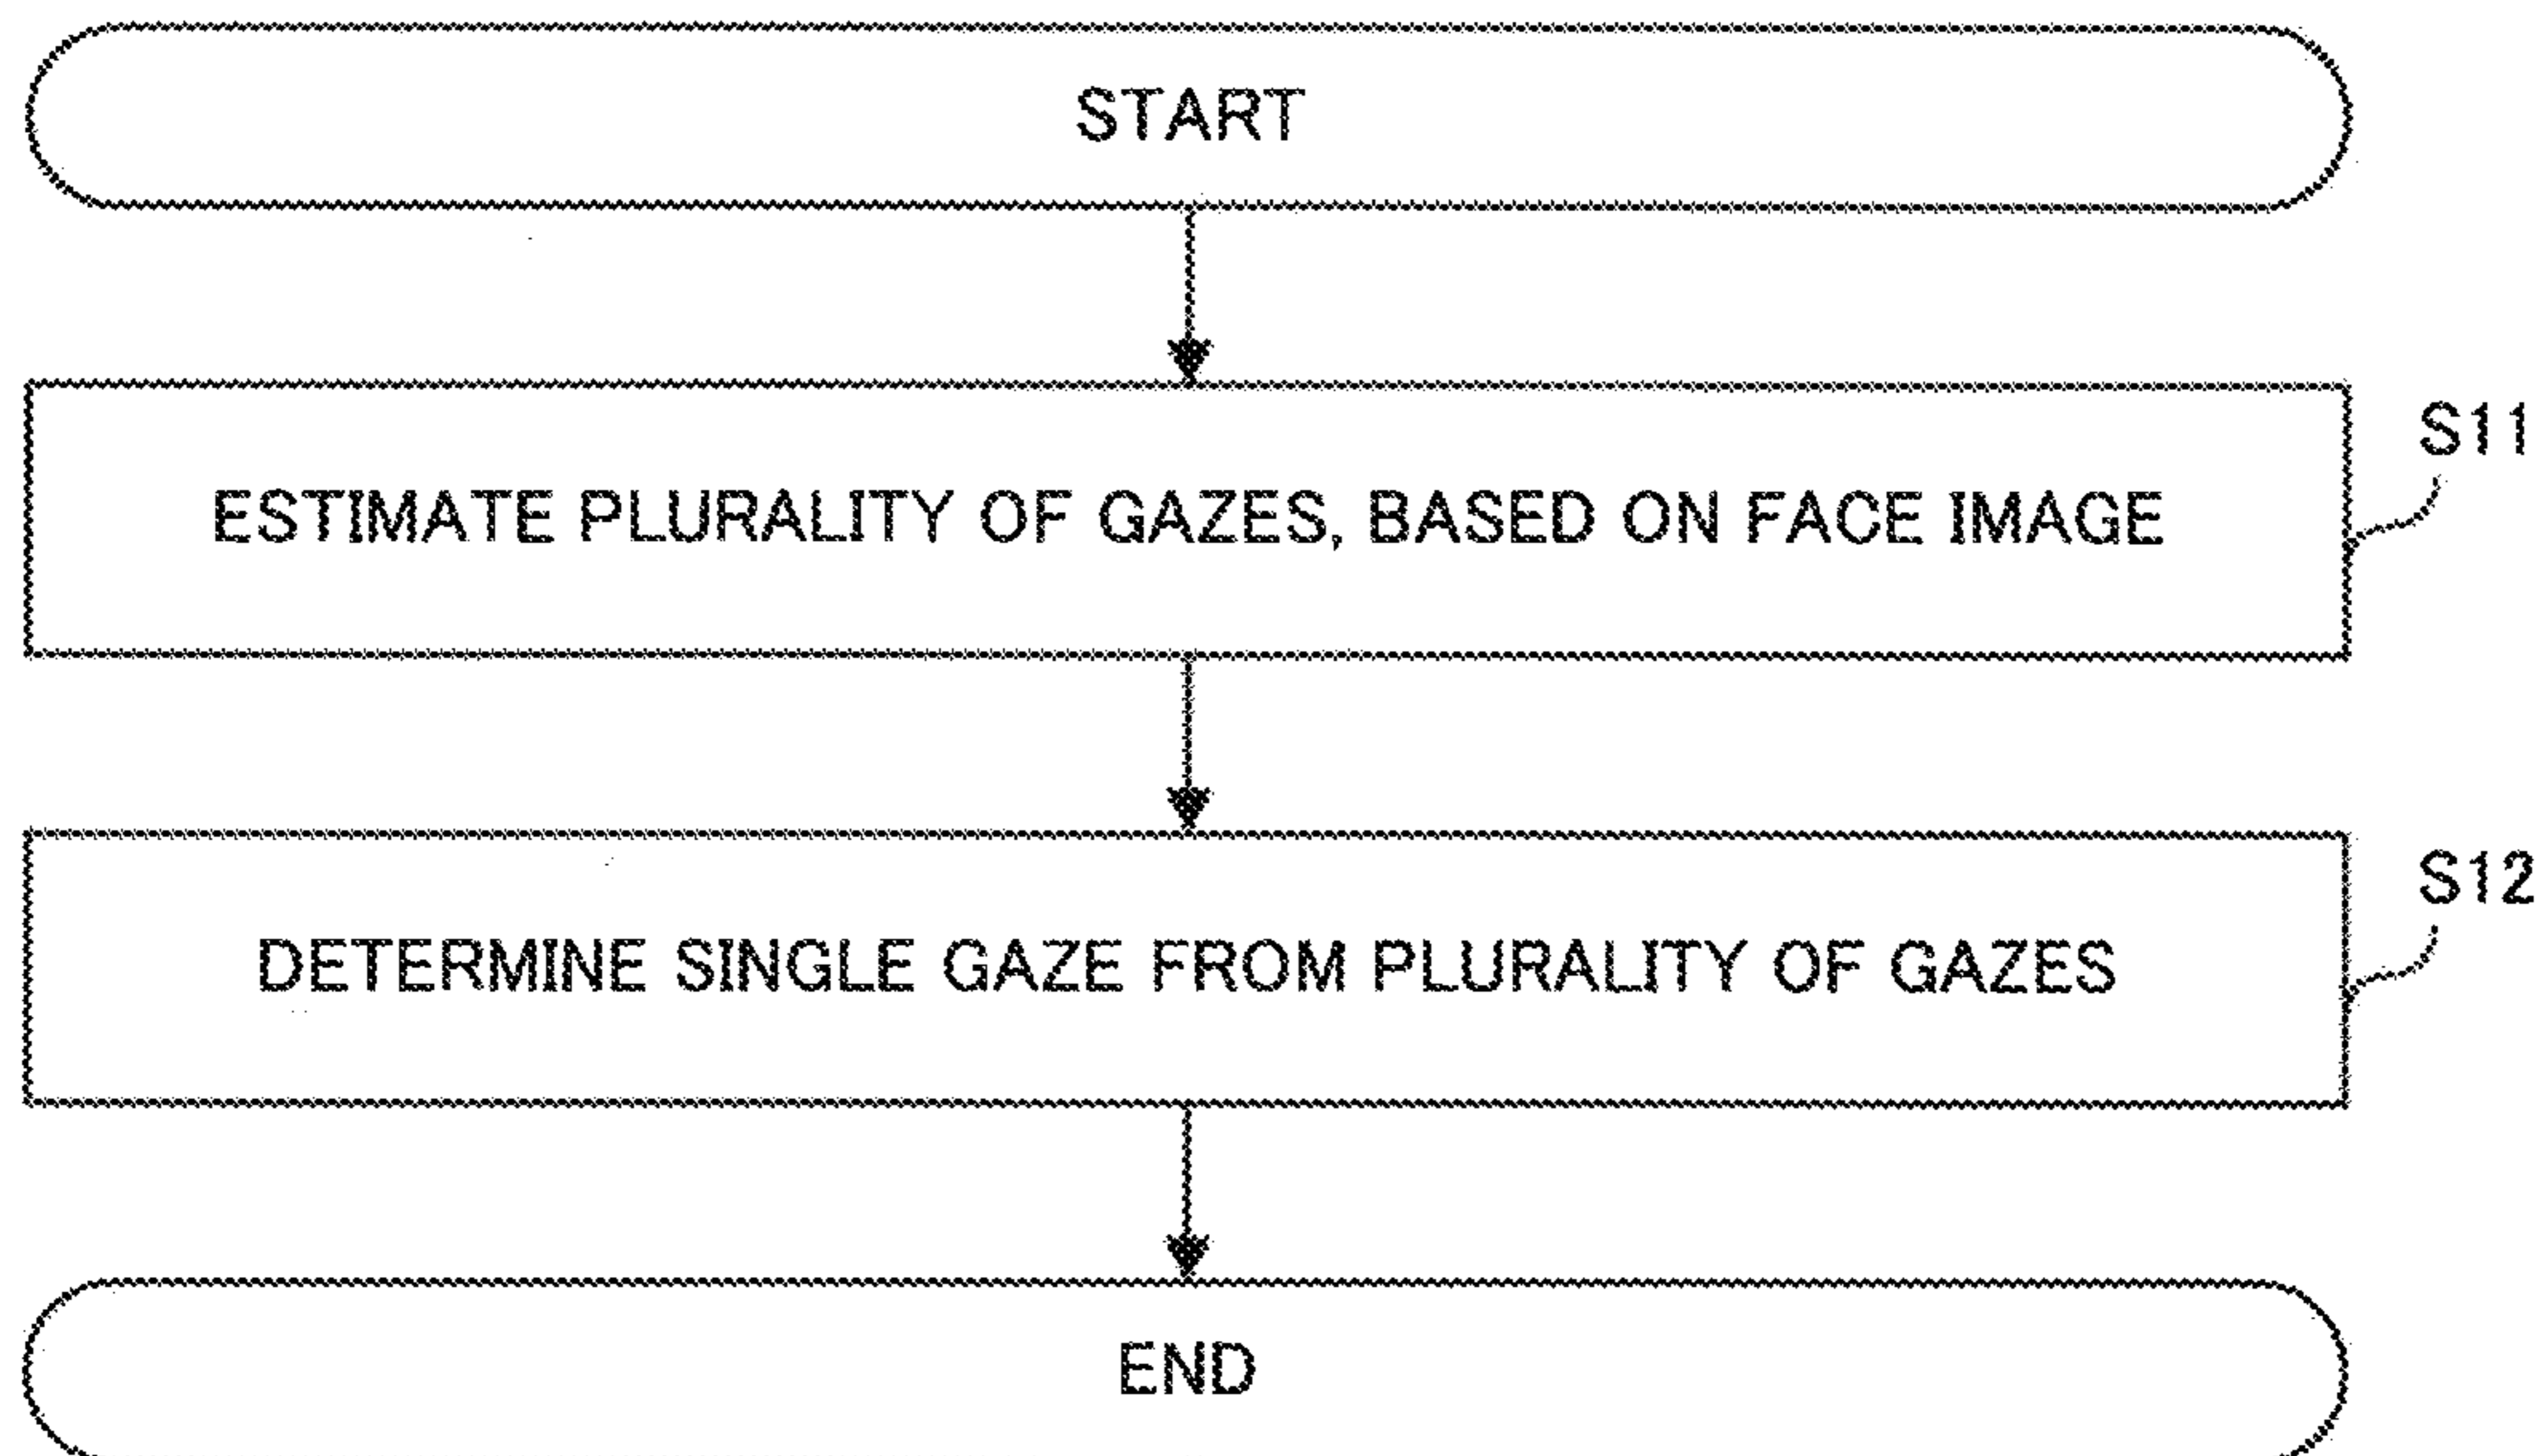 START
S11
ESTIMATE PLURALITY OF GAZES, BASED ON FACE IMAGE
S12
DETERMINE SINGLE GAZE FROM PLURALITY OF GAZES
END